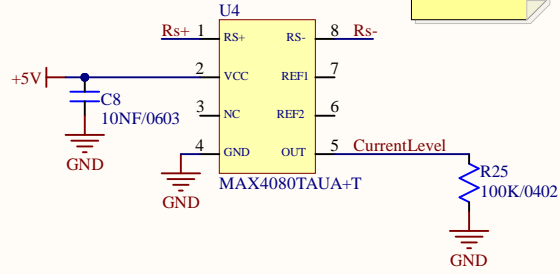 U4
Rs+ 1 RS+ RS- 8 Rs-
+5V 2 VCC REF1 7
C8
10NF/0603
3 NC REF2 6
GND
4 GND OUT 5 CurrentLevel
GND
MAX4080TAUA+T
R25
100K/0402
GND